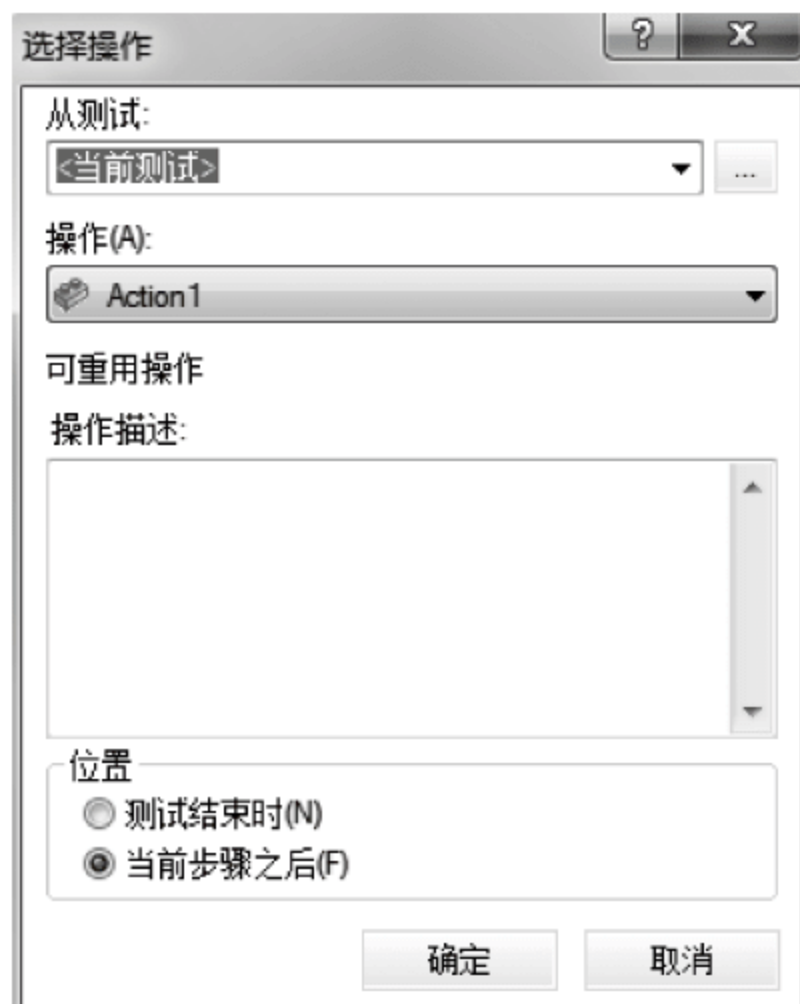 选择操作
从测试:
<当前测试>
...
操作(A):
Action1
可重用操作
操作描述:
位置
测试结束时(N)
当前步骤之后(F)
确定 取消